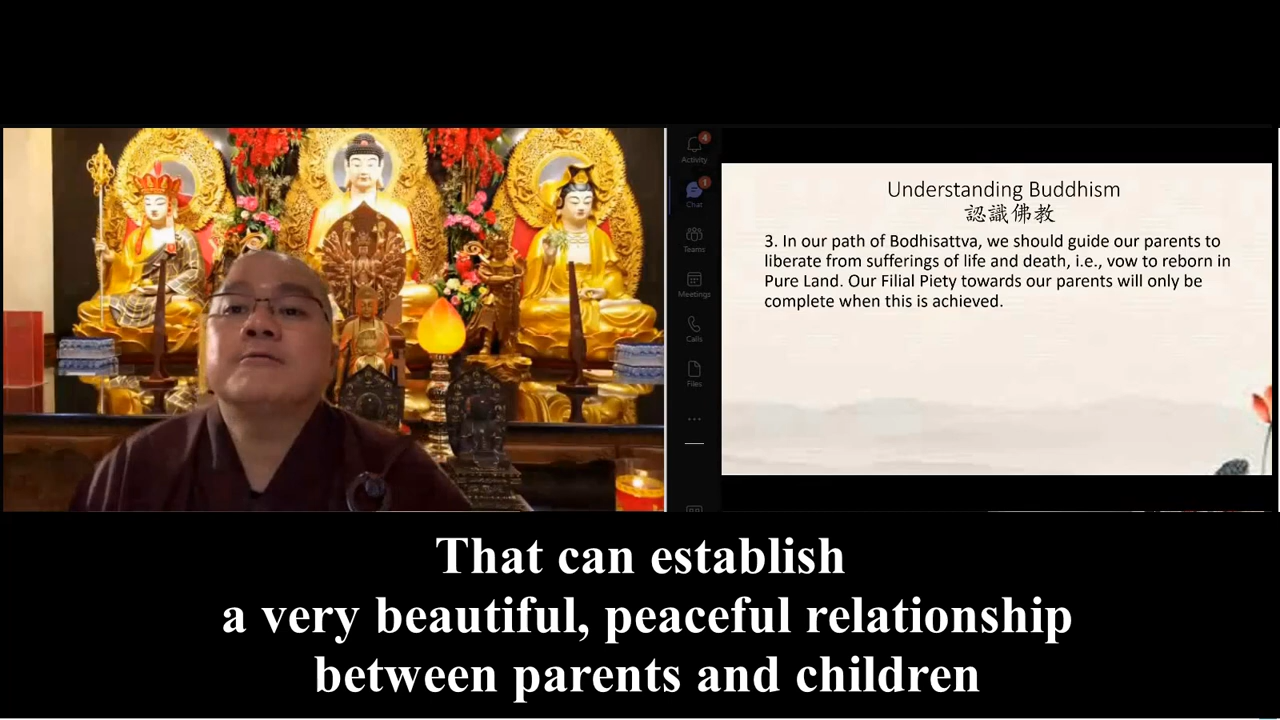 4
Activity
1
Chat
Teams
Meetings
Calls
Files
...
Understanding Buddhism
認識佛教
3. In our path of Bodhisattva, we should guide our parents to
liberate from sufferings of life and death, i.e., vow to reborn in
Pure Land. Our Filial Piety towards our parents will only be
complete when this is achieved.
That can establish
a very beautiful, peaceful relationship
between parents and children